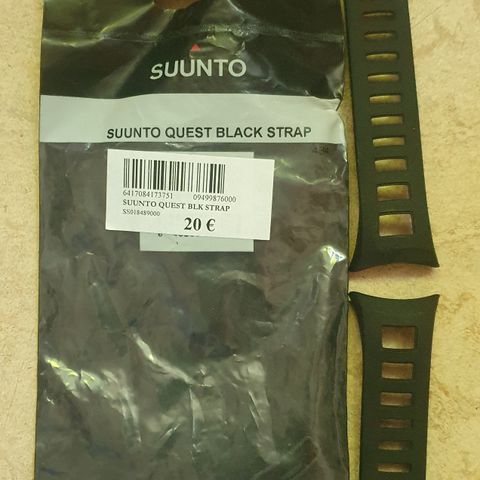 SUUNTO
SUUNTO QUEST BLACK STRAP
6417084173751 09499876000
SUUNTO QUEST BLK STRAP
SS018489000
20 €